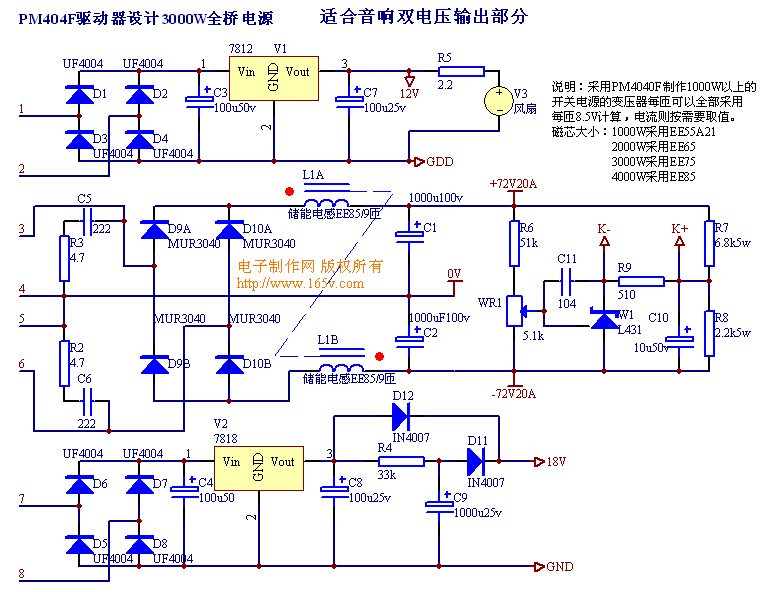 PM404F驱动器设计3000W全桥电源
适合音响双电压输出部分
UF4004
UF4004
1
7812
V1
3
R5
2.2
Vin
GND
Vout
D1
D2
C3
100u50v
C7
100u25v
12V
V3
风扇
1
D3
UF4004
D4
UF4004
2
2
GDD
说明：采用PM4040F制作1000W以上的
开关电源的变压器每匝可以全部采用
每匝8.5V计算，电流则按需要取值。
磁芯大小：1000W采用EE55A21
2000W采用EE65
3000W采用EE75
4000W采用EE85
L1A
储能电感EE85/9匝
1000u100v
+72V20A
C5
222
3
R3
4.7
D9A
MUR3040
D10A
MUR3040
C1
R6
51k
K-
K+
R7
6.8k5w
电子制作网 版权所有
http://www.165v.com
0V
C11
104
R9
510
4
WR1
5.1k
W1
L431
C10
10u50v
R8
2.2k5w
5
MUR3040
MUR3040
1000uF100v
C2
R2
4.7
6
D9B
D10B
L1B
储能电感EE85/9匝
C6
222
-72V20A
D12
IN4007
V2
7818
UF4004
UF4004
1
Vin
GND
Vout
3
R4
33k
D11
IN4007
18V
D6
D7
C4
100u50
C8
100u25v
C9
1000u25v
7
D5
UF4004
D8
UF4004
2
8
GND